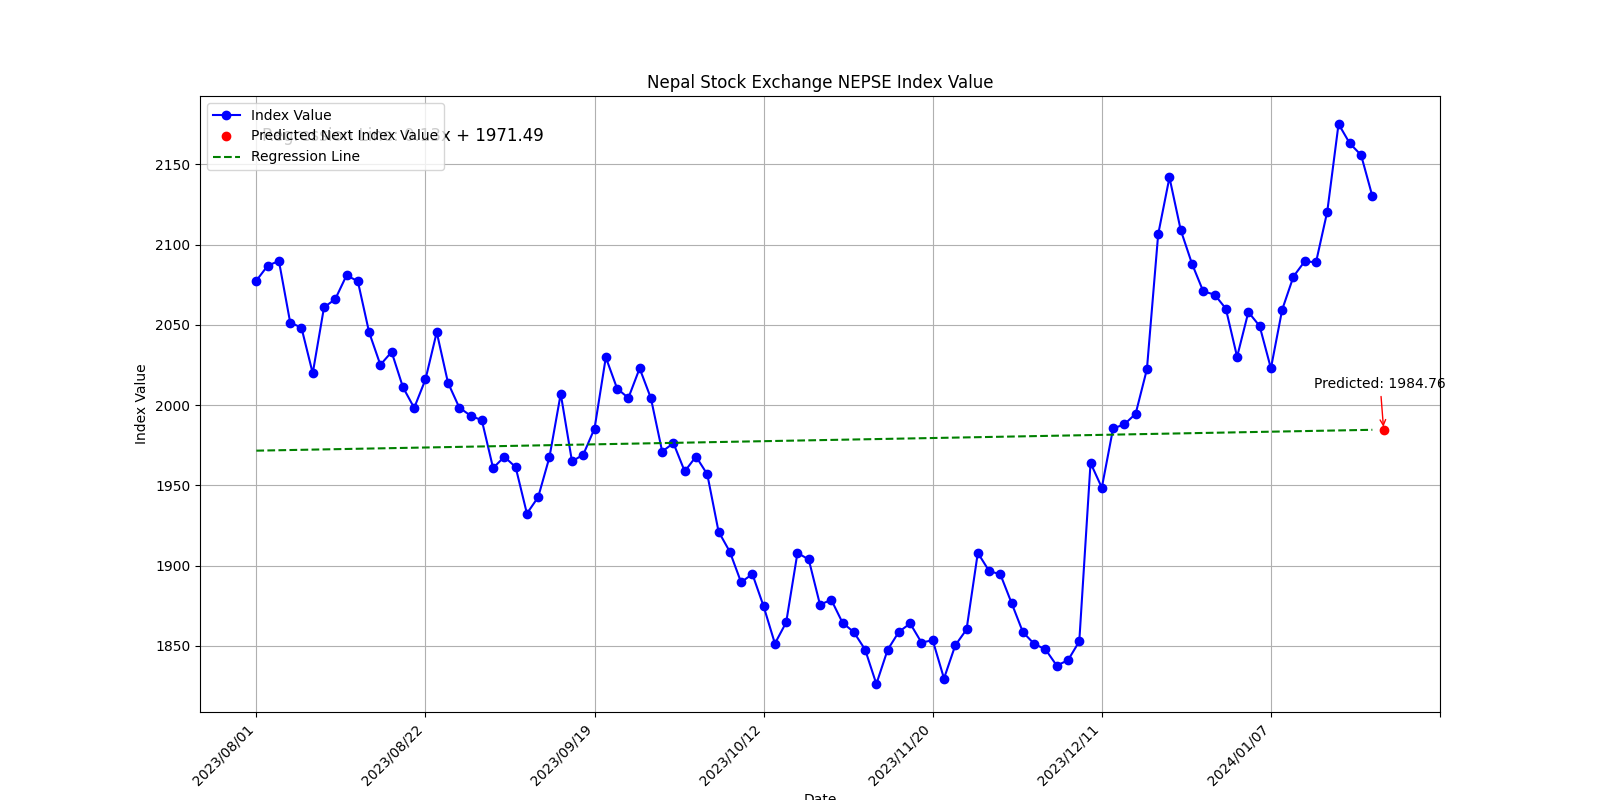 Nepal Stock Exchange NEPSE Index Value
Index Value
Predicted Next Index Value
x + 1971.49
Regression Line
2150
2100
2050
2000
1950
1900
1850
Index Value
Predicted: 1984.76
2023/08/01
2023/08/22
2023/09/19
2023/10/12
2023/11/20
2023/12/11
2024/01/07
Date